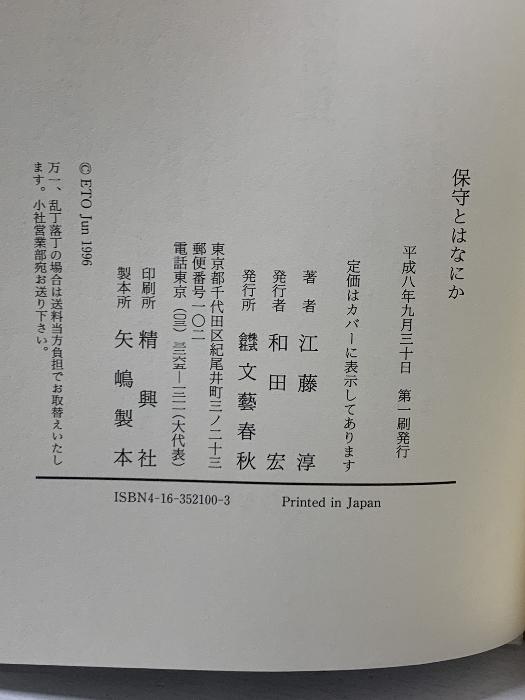 保守とはなにか
平成八年九月三十日　第一刷発行
定価はカバーに表示してあります
著者　江藤淳
発行者　和田宏
発行所　株式会社文藝春秋
東京都千代田区紀尾井町三ノ二十三
郵便番号一〇二
電話東京(〇三)三二六五―一二一一(大代表)
印刷所　精興社
製本所　矢嶋製本
© ETO Jun 1996
万一、乱丁落丁の場合は送料当方負担でお取替えいたし
ます。小社営業部宛お送り下さい。
ISBN4-16-352100-3　Printed in Japan